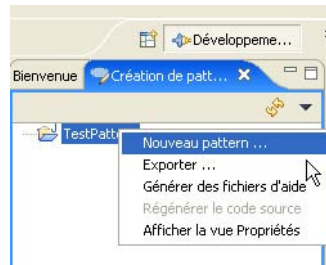 Développeme...
Bienvenue Création de patt...
TestPatt
Nouveau pattern ...
Exporter ...
Générer des fichiers d'aide
Régénérer le code source
Afficher la vue Propriétés